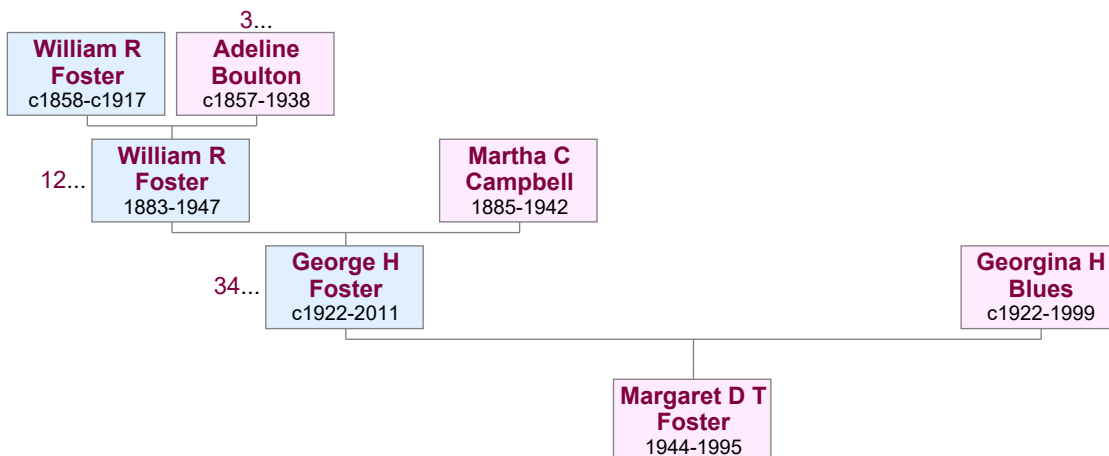 3...
William R
Foster
c1858-c1917
Adeline
Boulton
c1857-1938
12...
William R
Foster
1883-1947
Martha C
Campbell
1885-1942
34...
George H
Foster
c1922-2011
Georgina H
Blues
c1922-1999
Margaret D T
Foster
1944-1995